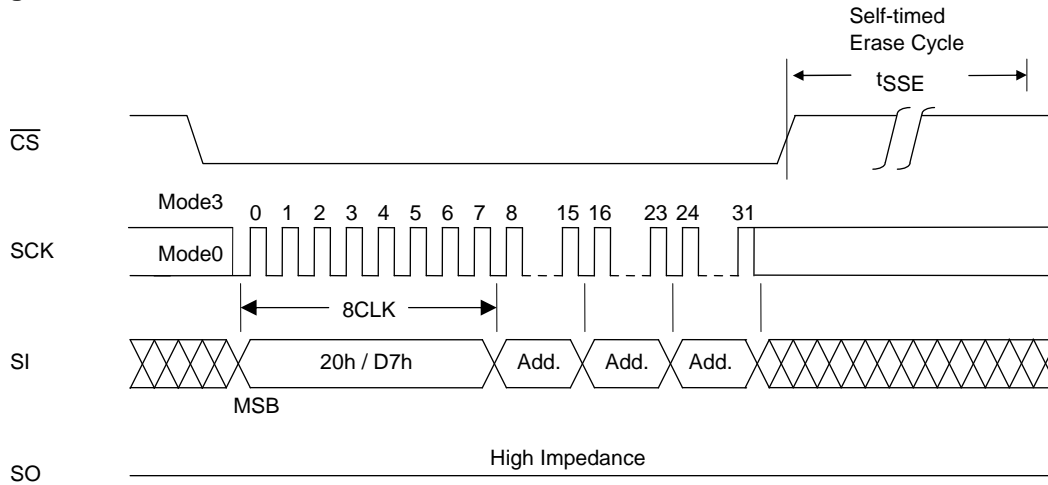 Self-timed
Erase Cycle
tSSE
CS
Mode3
0 1 2 3 4 5 6 7 8 15 16 23 24 31
SCK
Mode0
8CLK
SI
20h / D7h
Add.
Add.
Add.
MSB
High Impedance
SO